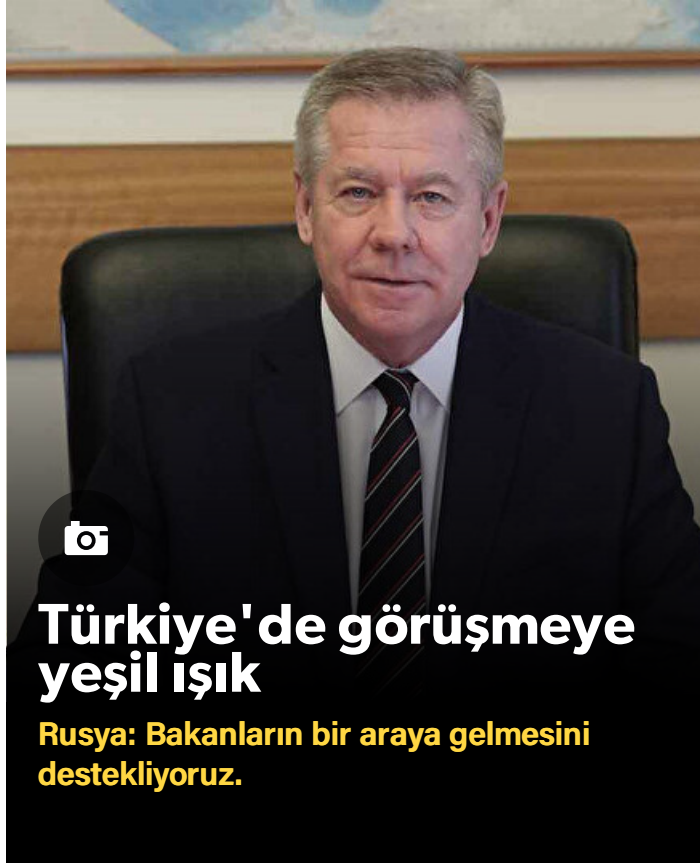 Türkiye'de görüşmeye
yeşil ışık
Rusya: Bakanların bir araya gelmesini
destekliyoruz.